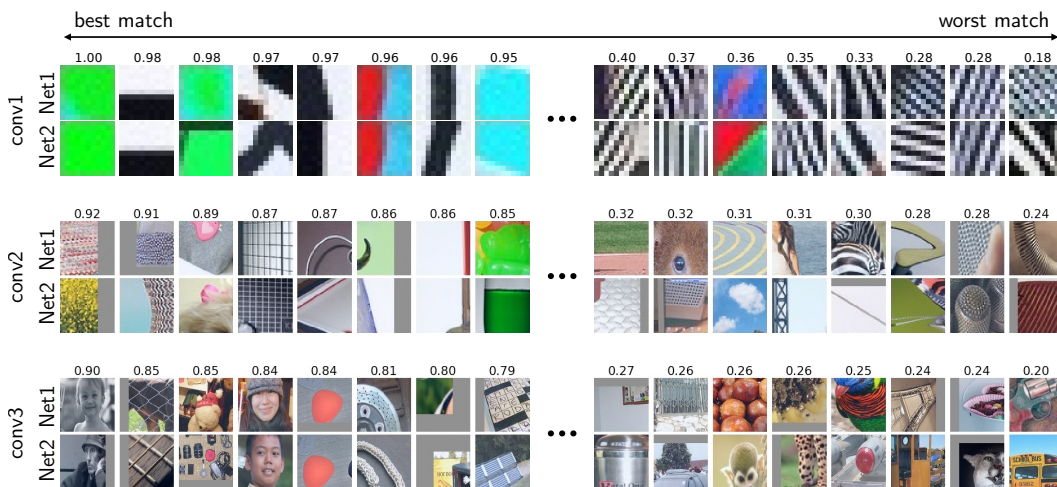 best match
worst match
1.00 0.98 0.98 0.97 0.97 0.96 0.96 0.95 0.40 0.37 0.36 0.35 0.33 0.28 0.28 0.18
conv1
Net1
Net2
0.92 0.91 0.89 0.87 0.87 0.86 0.86 0.85 0.32 0.32 0.31 0.31 0.30 0.28 0.28 0.24
conv2
Net1
Net2
0.90 0.85 0.85 0.84 0.84 0.81 0.80 0.79 0.27 0.26 0.26 0.26 0.25 0.24 0.24 0.20
conv3
Net1
Net2
SCHOOL BUS